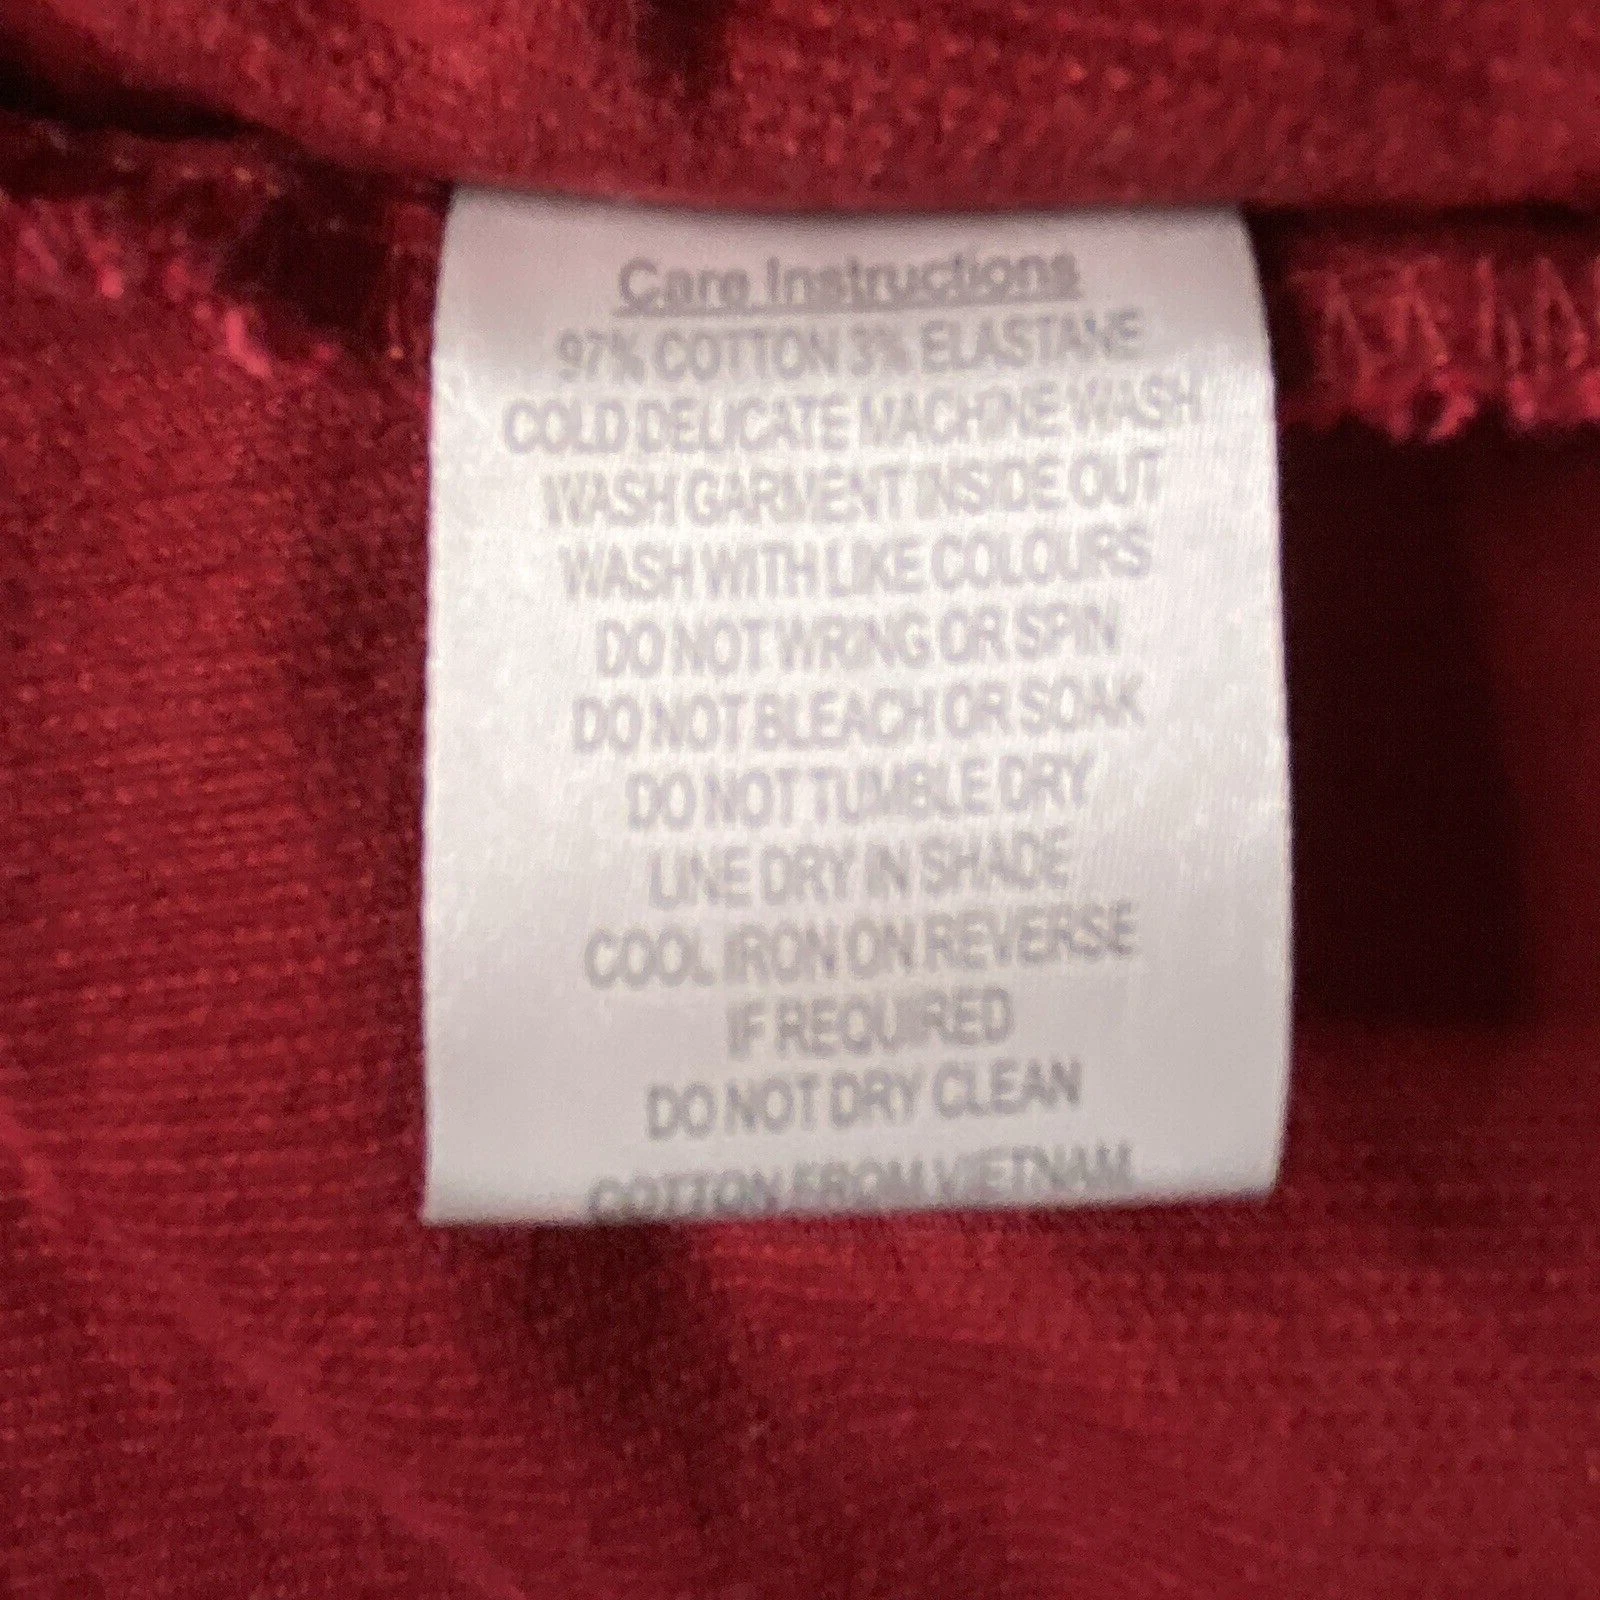 Care Instructions
97% COTTON 3% ELASTANE
COLD DELICATE MACHINE WASH
WASH GARMENT INSIDE OUT
WASH WITH LIKE COLOURS
DO NOT WRING OR SPIN
DO NOT BLEACH OR SOAK
DO NOT TUMBLE DRY
LINE DRY IN SHADE
COOL IRON ON REVERSE
IF REQUIRED
DO NOT DRY CLEAN
COTTON FROM VIETNAM